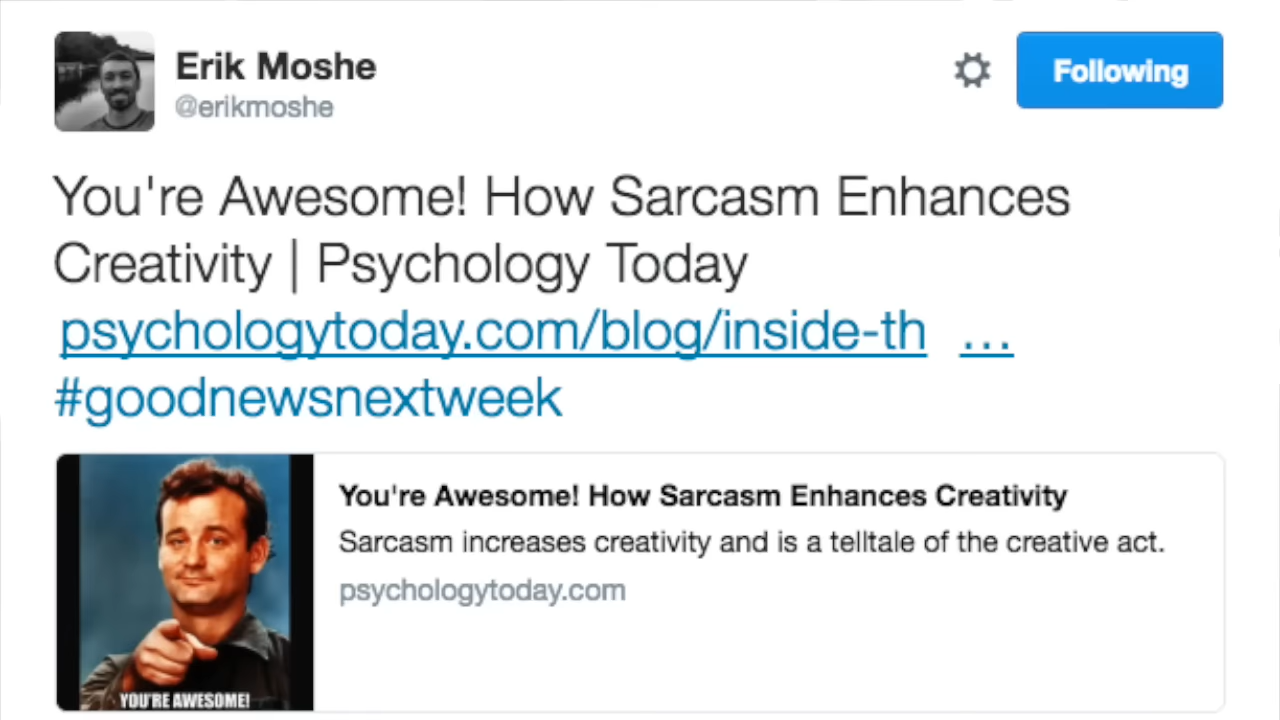 Erik Moshe
@erikmoshe
Following
You're Awesome! How Sarcasm Enhances
Creativity | Psychology Today
psychologytoday.com/blog/inside-th ...
#goodnewsnextweek
You're Awesome! How Sarcasm Enhances Creativity
Sarcasm increases creativity and is a telltale of the creative act.
psychologytoday.com
YOU'RE AWESOME!